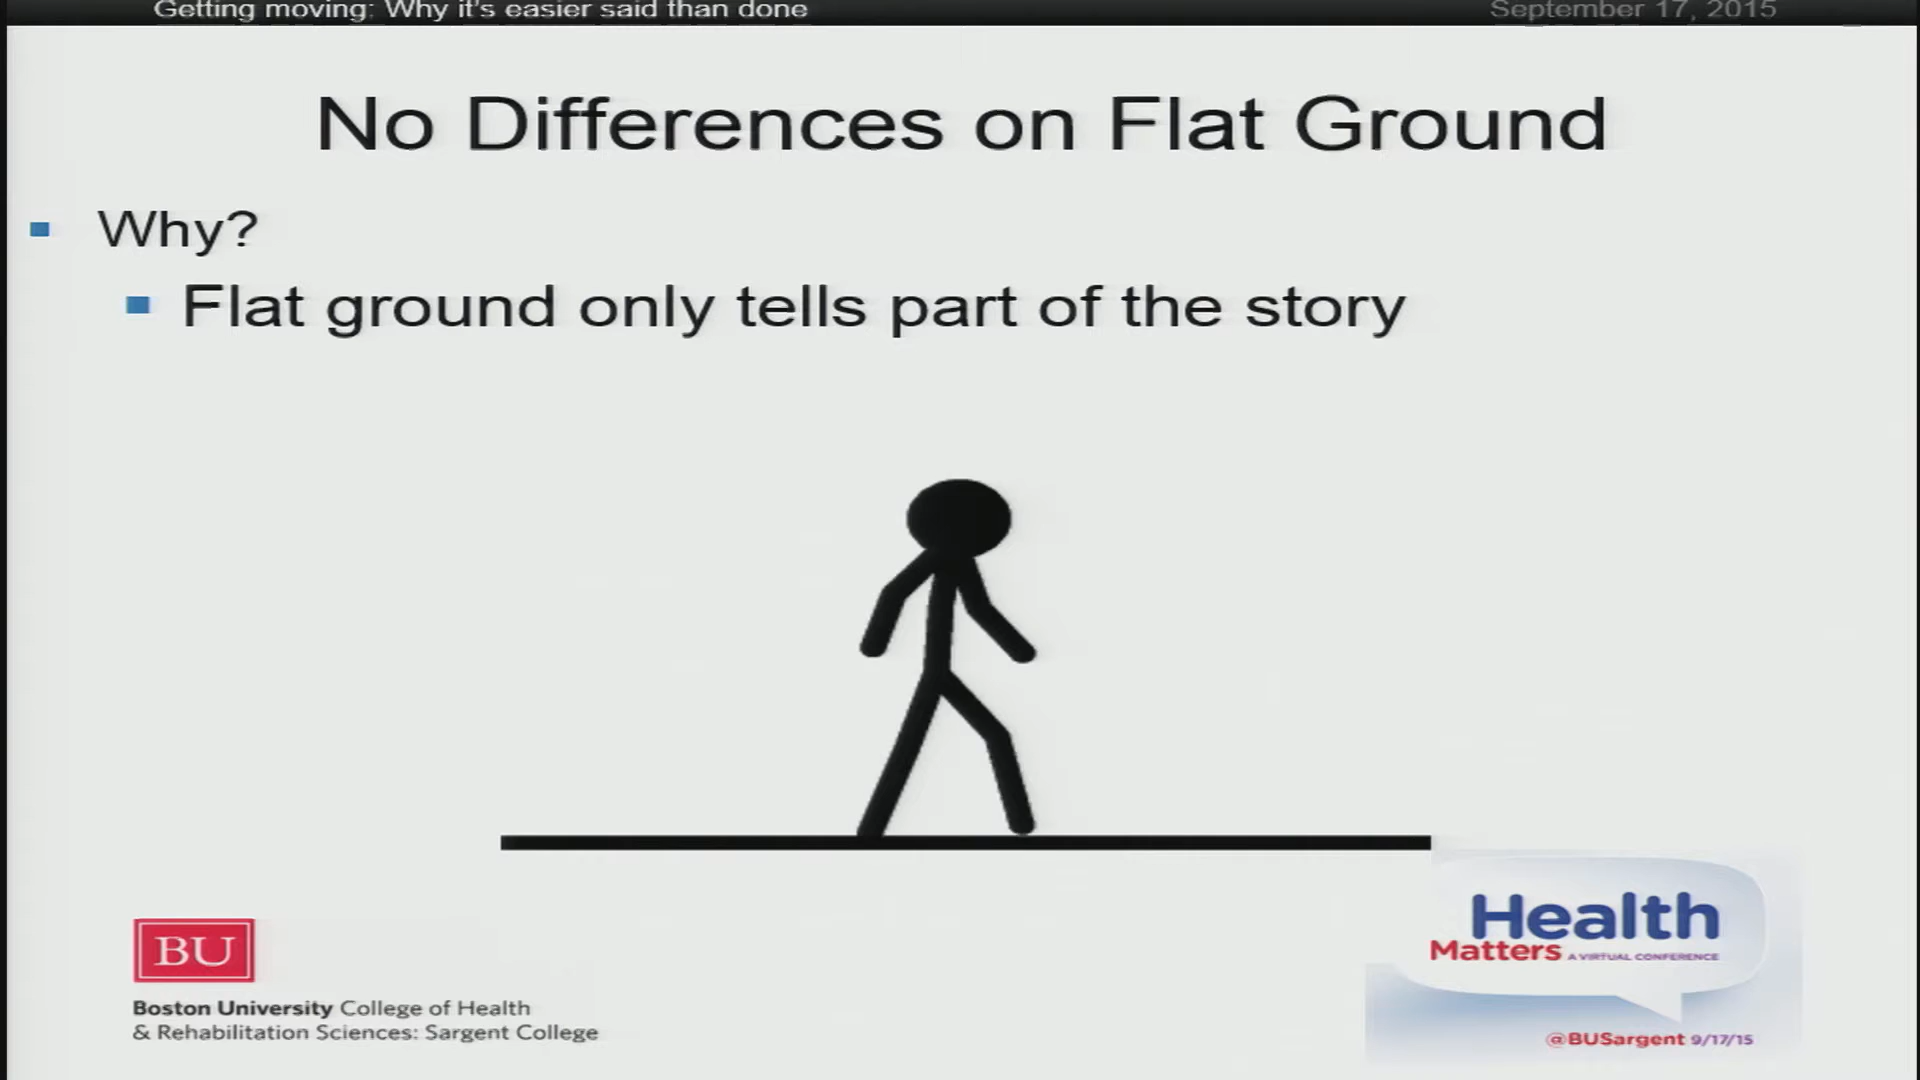 Getting moving: Why it's easier said than done
September 17, 2015
No Differences on Flat Ground
Why?
Flat ground only tells part of the story
BU
Boston University College of Health
& Rehabilitation Sciences: Sargent College
Health
Matters A VIRTUAL CONFERENCE
@BUSargent 9/17/15